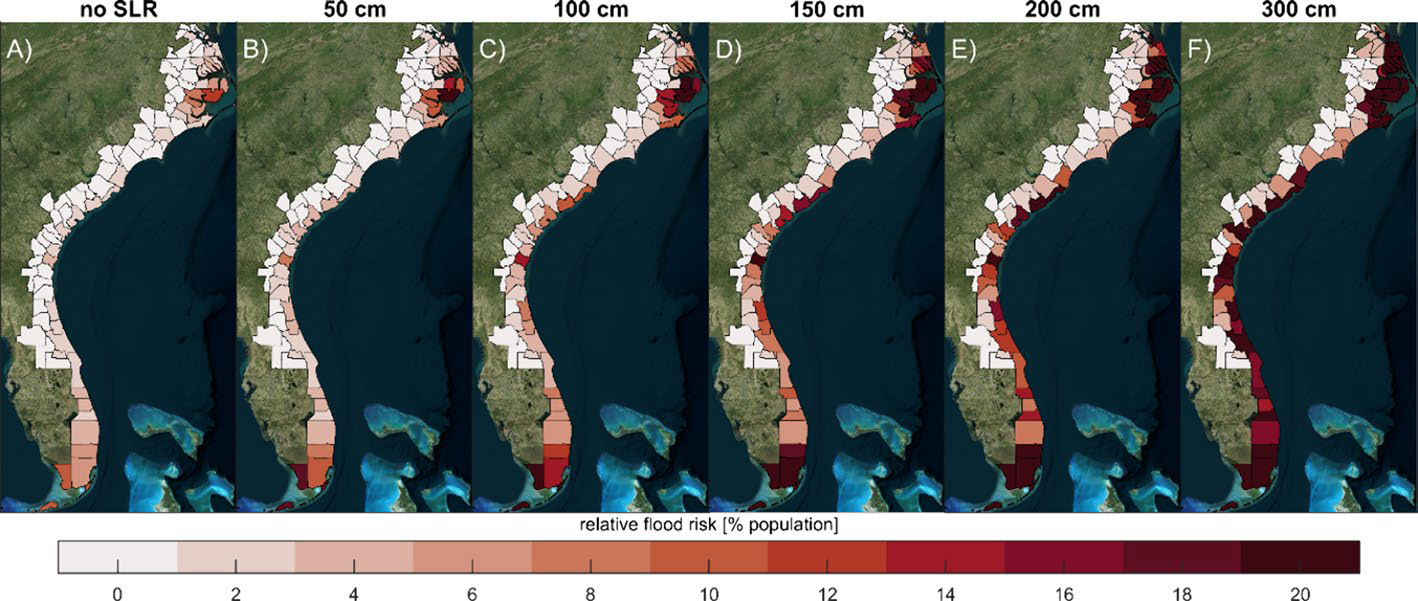 no SLR 50 cm 100 cm 150 cm 200 cm 300 cm
A) B) C) D) E) F)
relative flood risk [% population]
0 2 4 6 8 10 12 14 16 18 20